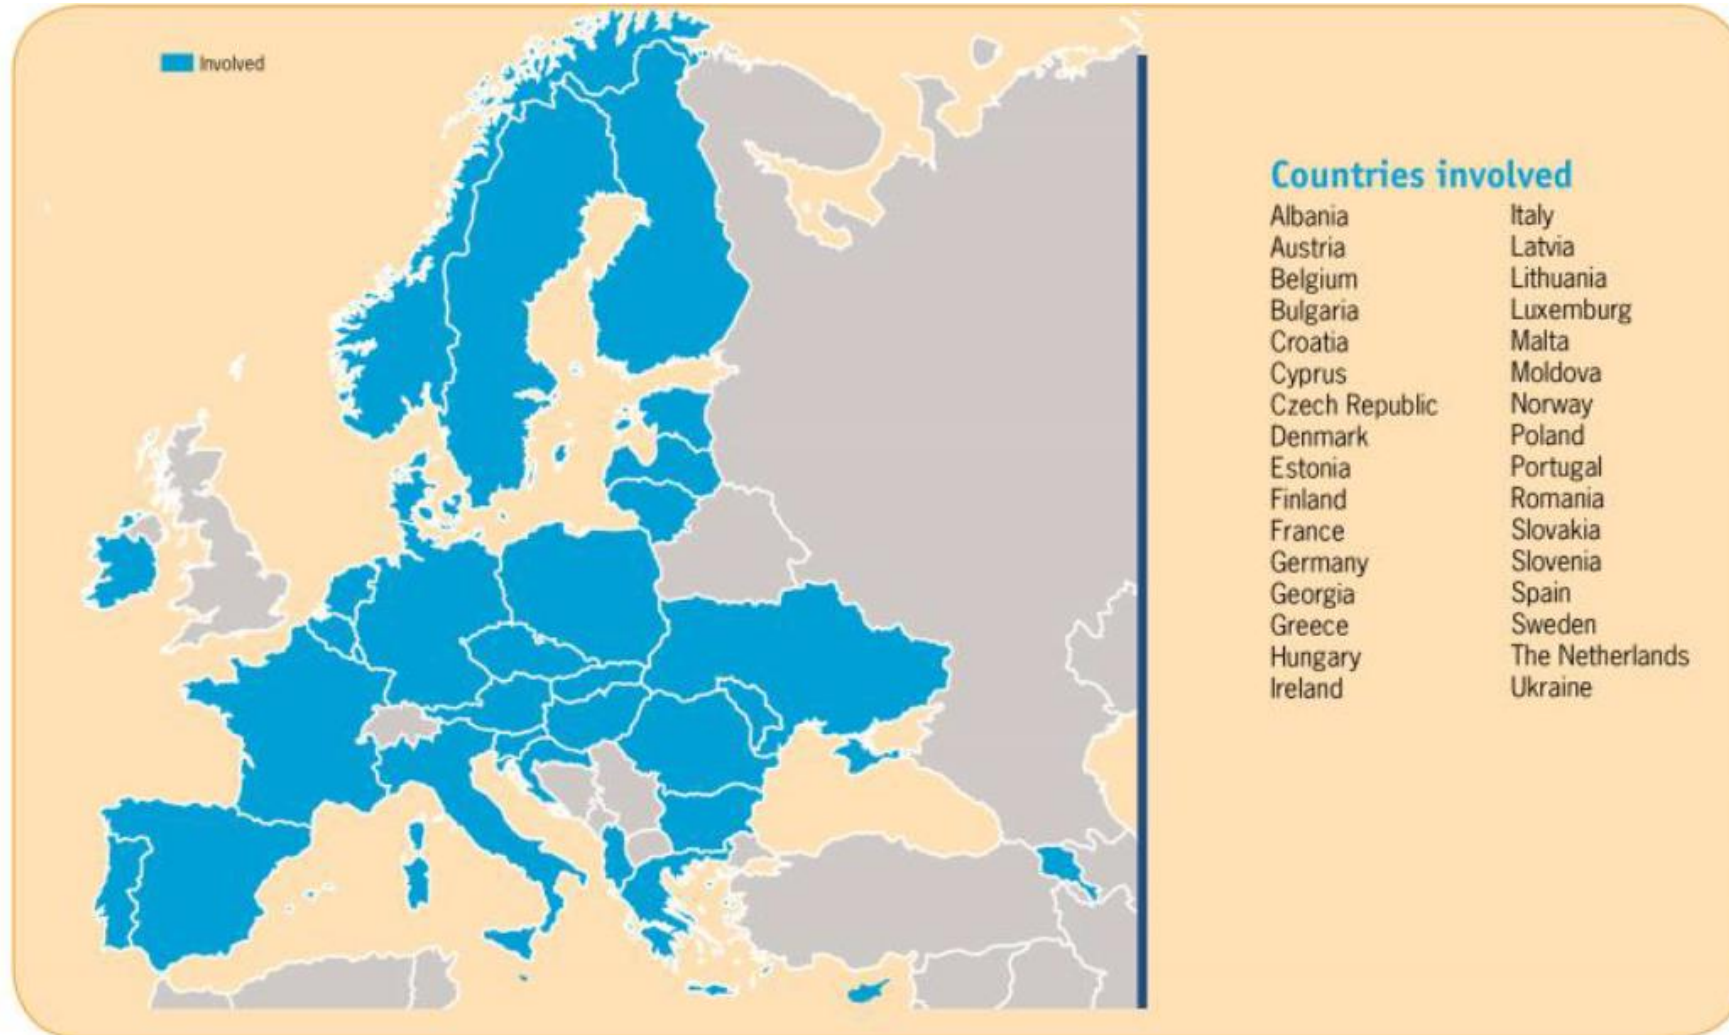 Involved
Countries involved
Albania
Austria
Belgium
Bulgaria
Croatia
Cyprus
Czech Republic
Denmark
Estonia
Finland
France
Germany
Georgia
Greece
Hungary
Ireland
Italy
Latvia
Lithuania
Luxemburg
Malta
Moldova
Norway
Poland
Portugal
Romania
Slovakia
Slovenia
Spain
Sweden
The Netherlands
Ukraine